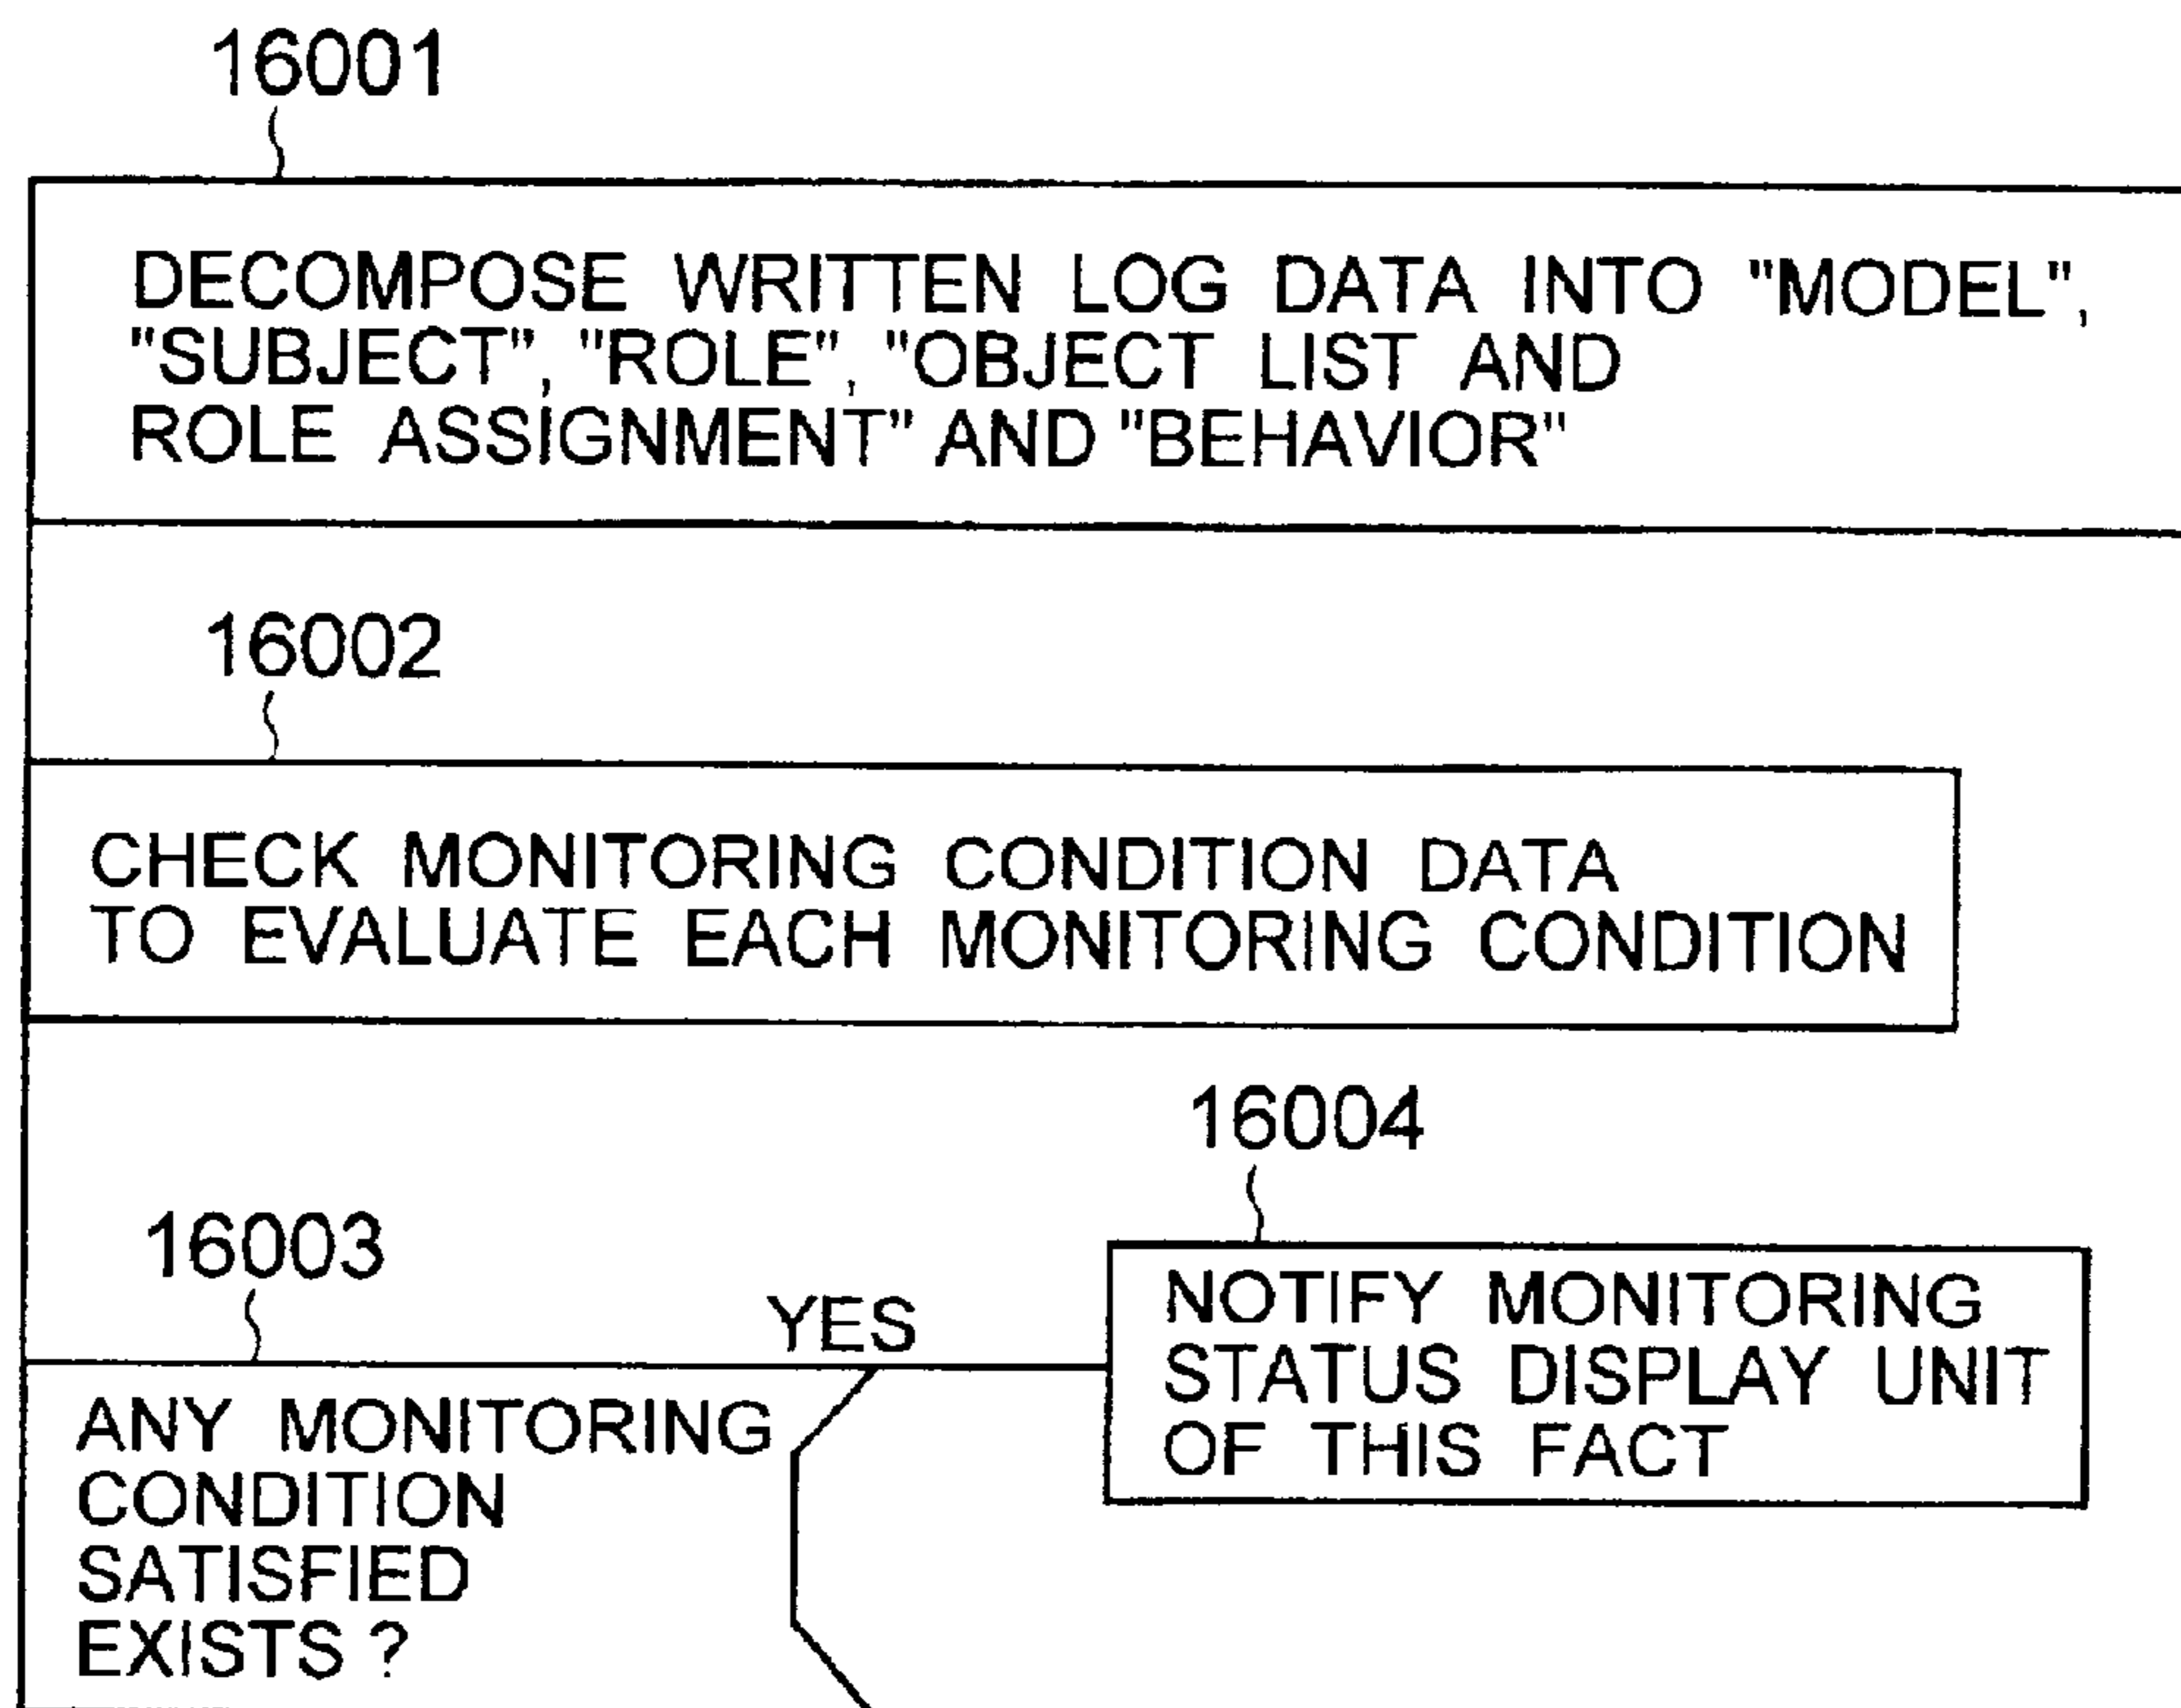 16001
DECOMPOSE WRITTEN LOG DATA INTO "MODEL",
"SUBJECT", "ROLE", "OBJECT LIST AND
ROLE ASSIGNMENT" AND "BEHAVIOR"
16002
CHECK MONITORING CONDITION DATA
TO EVALUATE EACH MONITORING CONDITION
16004
16003
YES
NOTIFY MONITORING
STATUS DISPLAY UNIT
OF THIS FACT
ANY MONITORING
CONDITION
SATISFIED
EXISTS ?